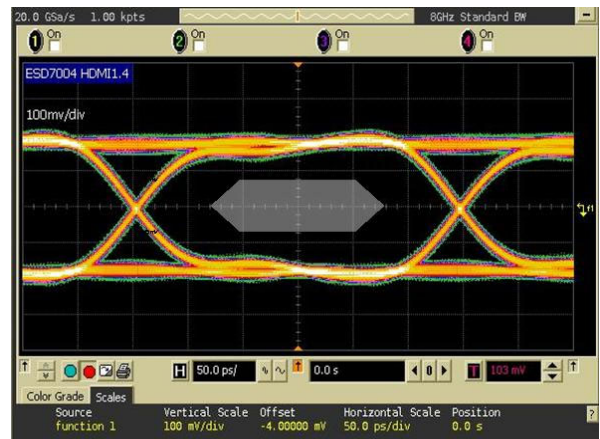 20.0 GSa/s 1.00 kpts 8GHz Standard BW
1 On 2 On 3 On 4 On
ESD7004 HDMI1.4
100mv/div
f1
H 50.0 ps/ 0.0 s 0 T 103 mV
Color Grade Scales
Source Vertical Scale Offset Horizontal Scale Position ?
function 1 100 mV/div -4.00000 mV 50.0 ps/div 0.0 s